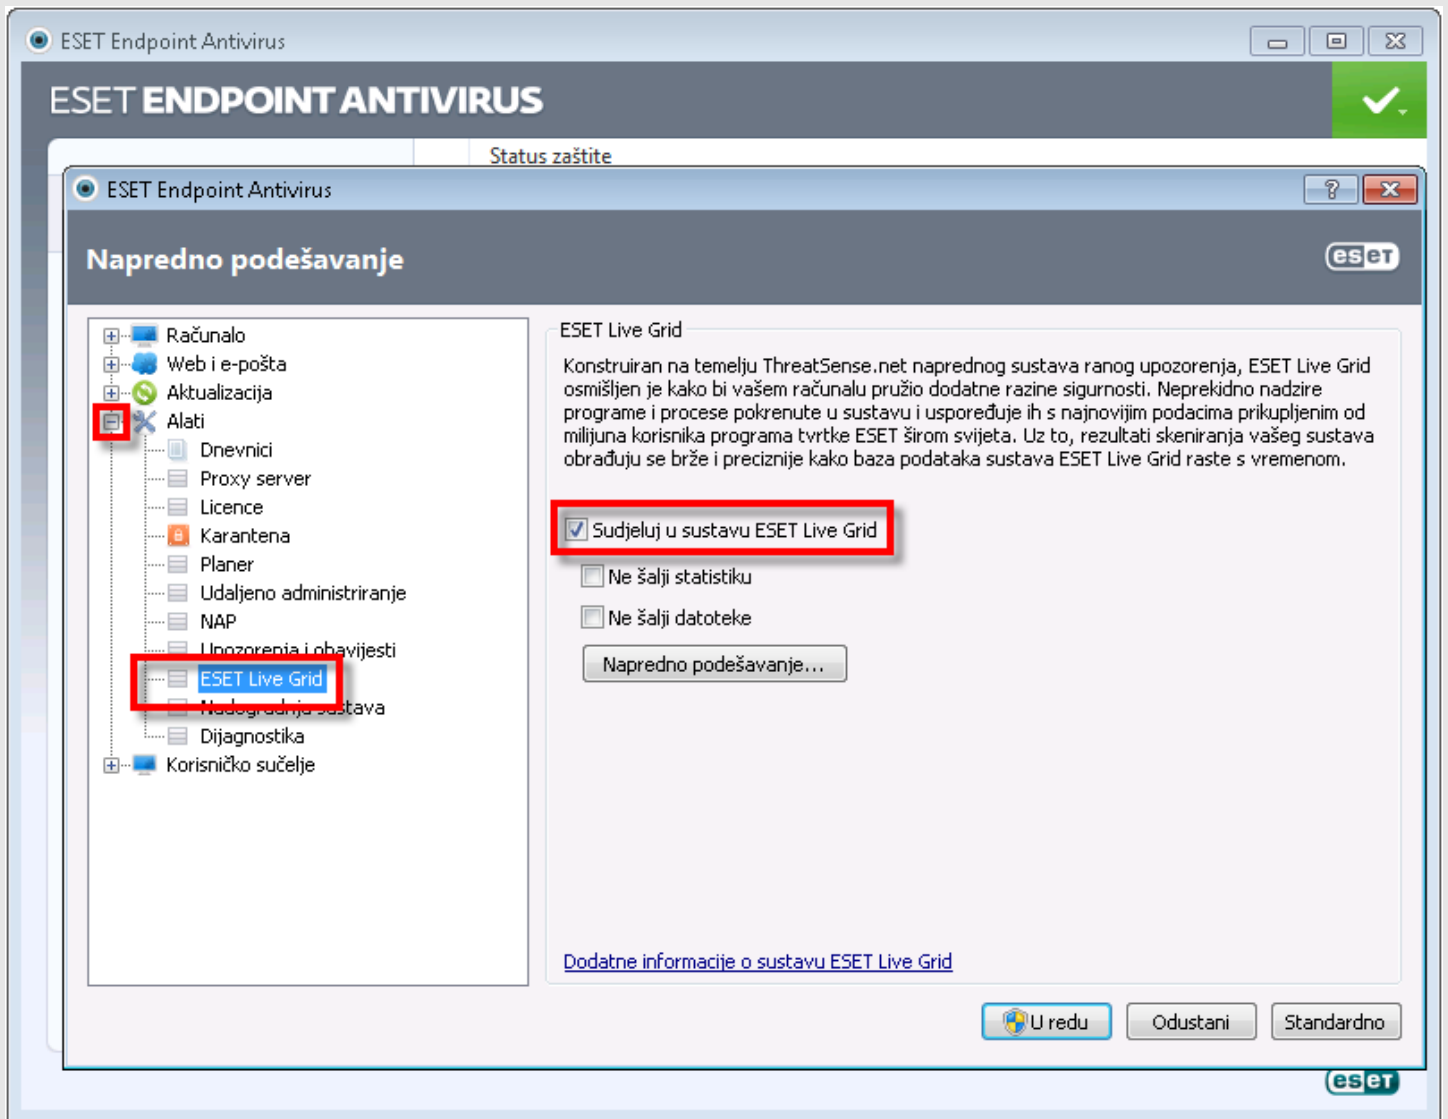 ESET Endpoint Antivirus
ESET ENDPOINT ANTIVIRUS
Status zaštite
ESET Endpoint Antivirus
Napredno podešavanje
eseT
Računalo
Web i e-pošta
Aktualizacija
Alati
Dnevnici
Proxy server
Licence
Karantena
Planer
Udaljeno administriranje
NAP
Upozorenja i obavijesti
ESET Live Grid
Nadogradnja sustava
Dijagnostika
Korisničko sučelje
ESET Live Grid
Konstruiran na temelju ThreatSense.net naprednog sustava ranog upozorenja, ESET Live Grid
osmišljen je kako bi vašem računalu pružio dodatne razine sigurnosti. Neprekidno nadzire
programe i procese pokrenute u sustavu i uspoređuje ih s najnovijim podacima prikupljenim od
milijuna korisnika programa tvrtke ESET širom svijeta. Uz to, rezultati skeniranja vašeg sustava
obrađuju se brže i preciznije kako baza podataka sustava ESET Live Grid raste s vremenom.
Sudjeluj u sustavu ESET Live Grid
Ne šalji statistiku
Ne šalji datoteke
Napredno podešavanje...
Dodatne informacije o sustavu ESET Live Grid
U redu
Odustani
Standardno
eseT